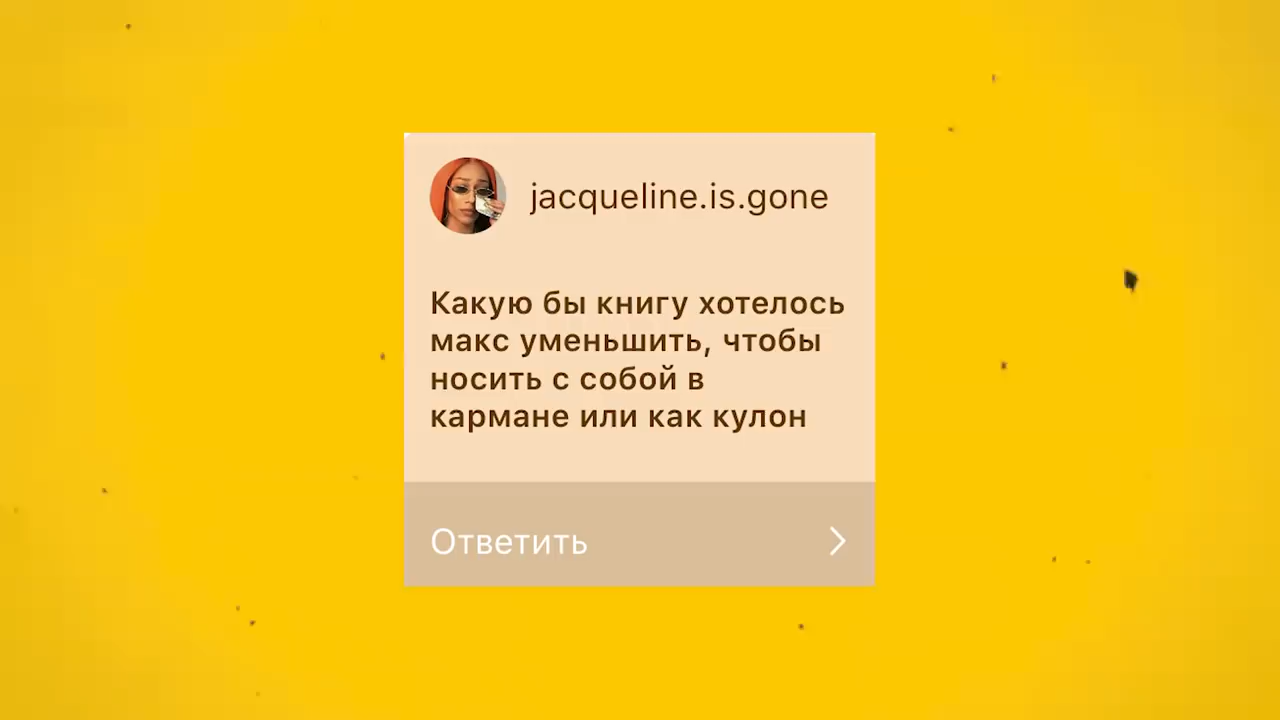 jacqueline.is.gone
Какую бы книгу хотелось
макс уменьшить, чтобы
носить с собой в
кармане или как кулон
Ответить